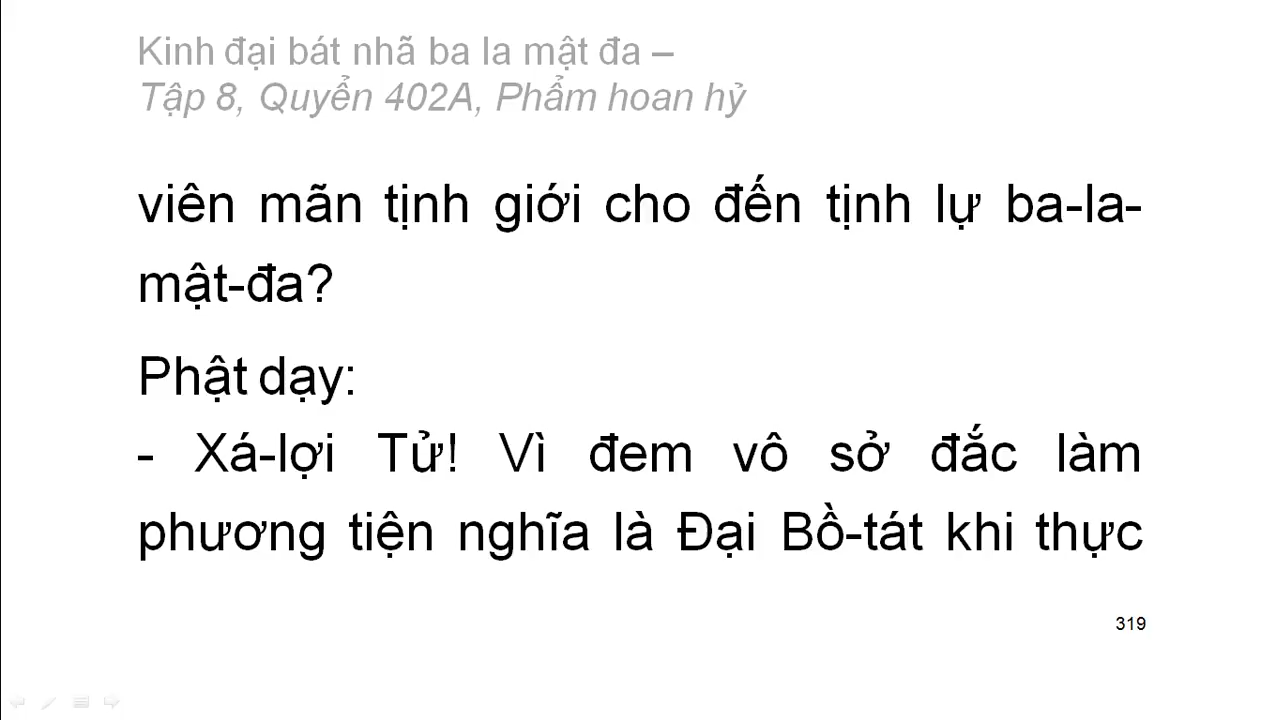 Kinh đại bát nhã ba la mật đa –
Tập 8, Quyển 402A, Phẩm hoan hỷ
viên mãn tịnh giới cho đến tịnh lự ba-la-
mật-đa?
Phật dạy:
- Xá-lợi Tử! Vì đem vô sở đắc làm
phương tiện nghĩa là Đại Bồ-tát khi thực
319